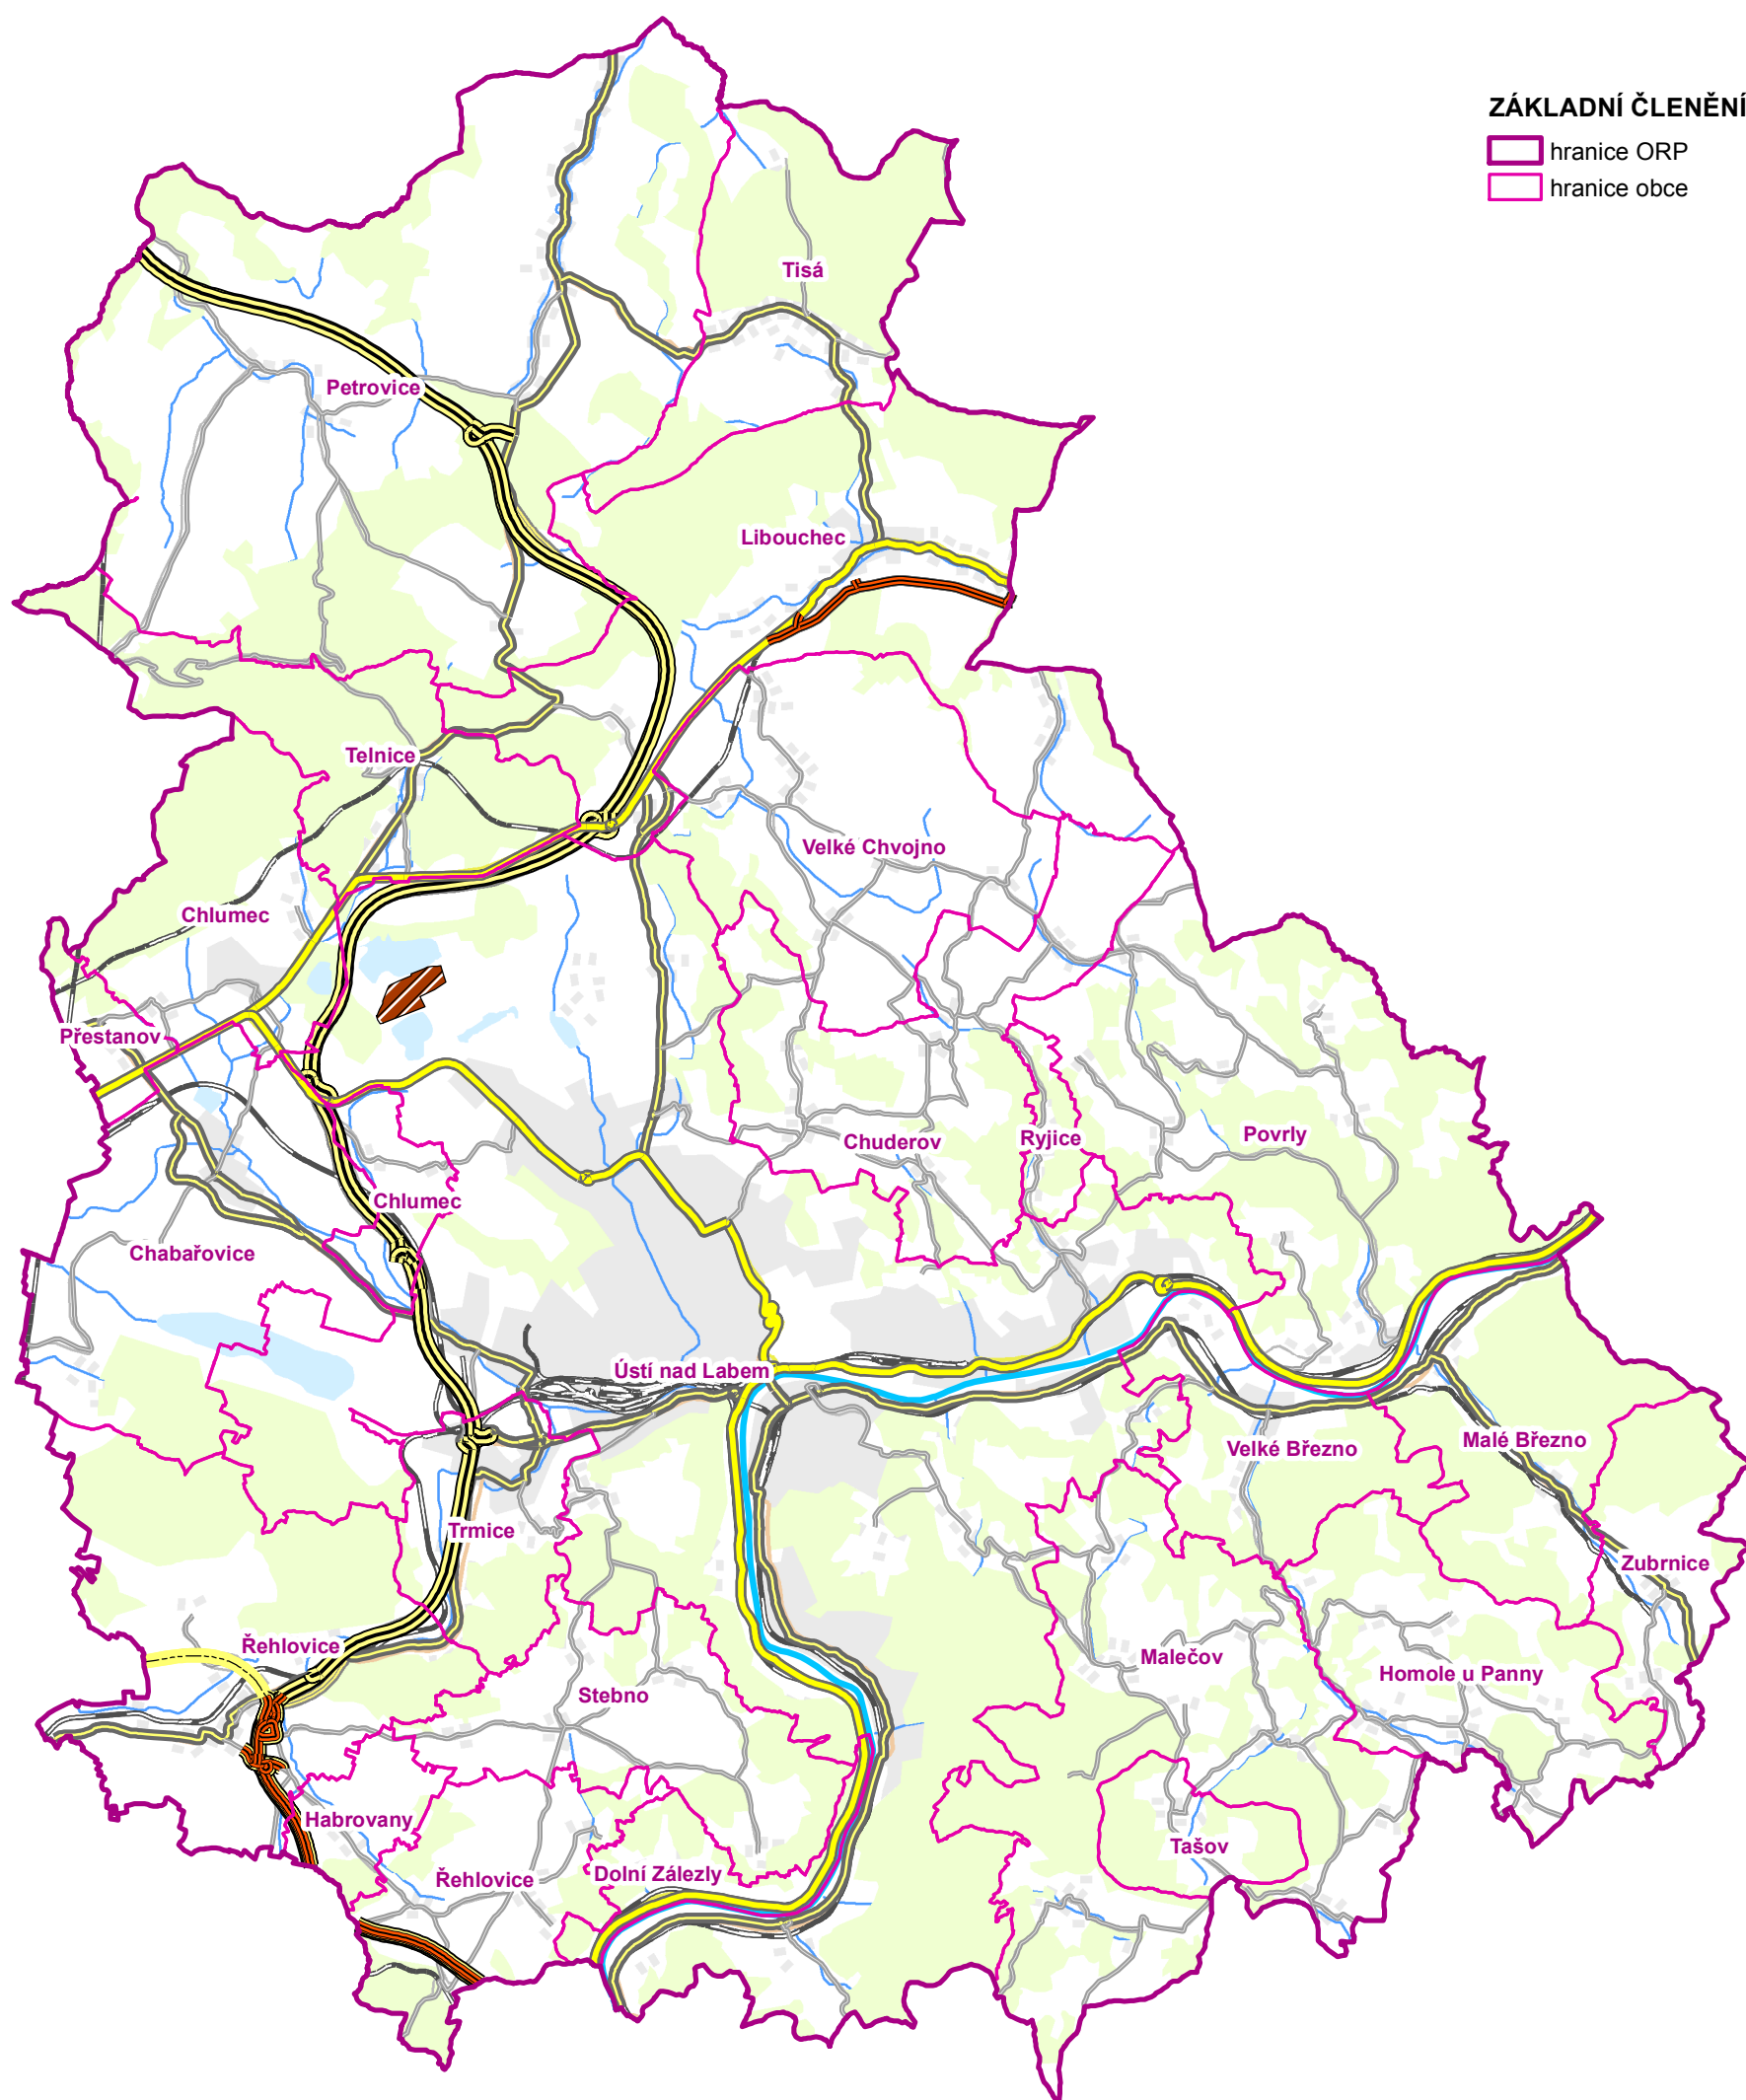 ZÁKLADNÍ ČLENĚNÍ
hranice ORP
hranice obce
Tisá
Petrovice
Libouchec
Telnice
Velké Chvojno
Chlumec
Přestanov
Chuderov
Ryjice
Povrly
Chlumec
Chabařovice
Ústí nad Labem
Velké Březno
Malé Březno
Trmice
Zubrnice
Řehlovice
Malečov
Homole u Panny
Stebno
Habrovany
Tašov
Řehlovice
Dolní Zálezly